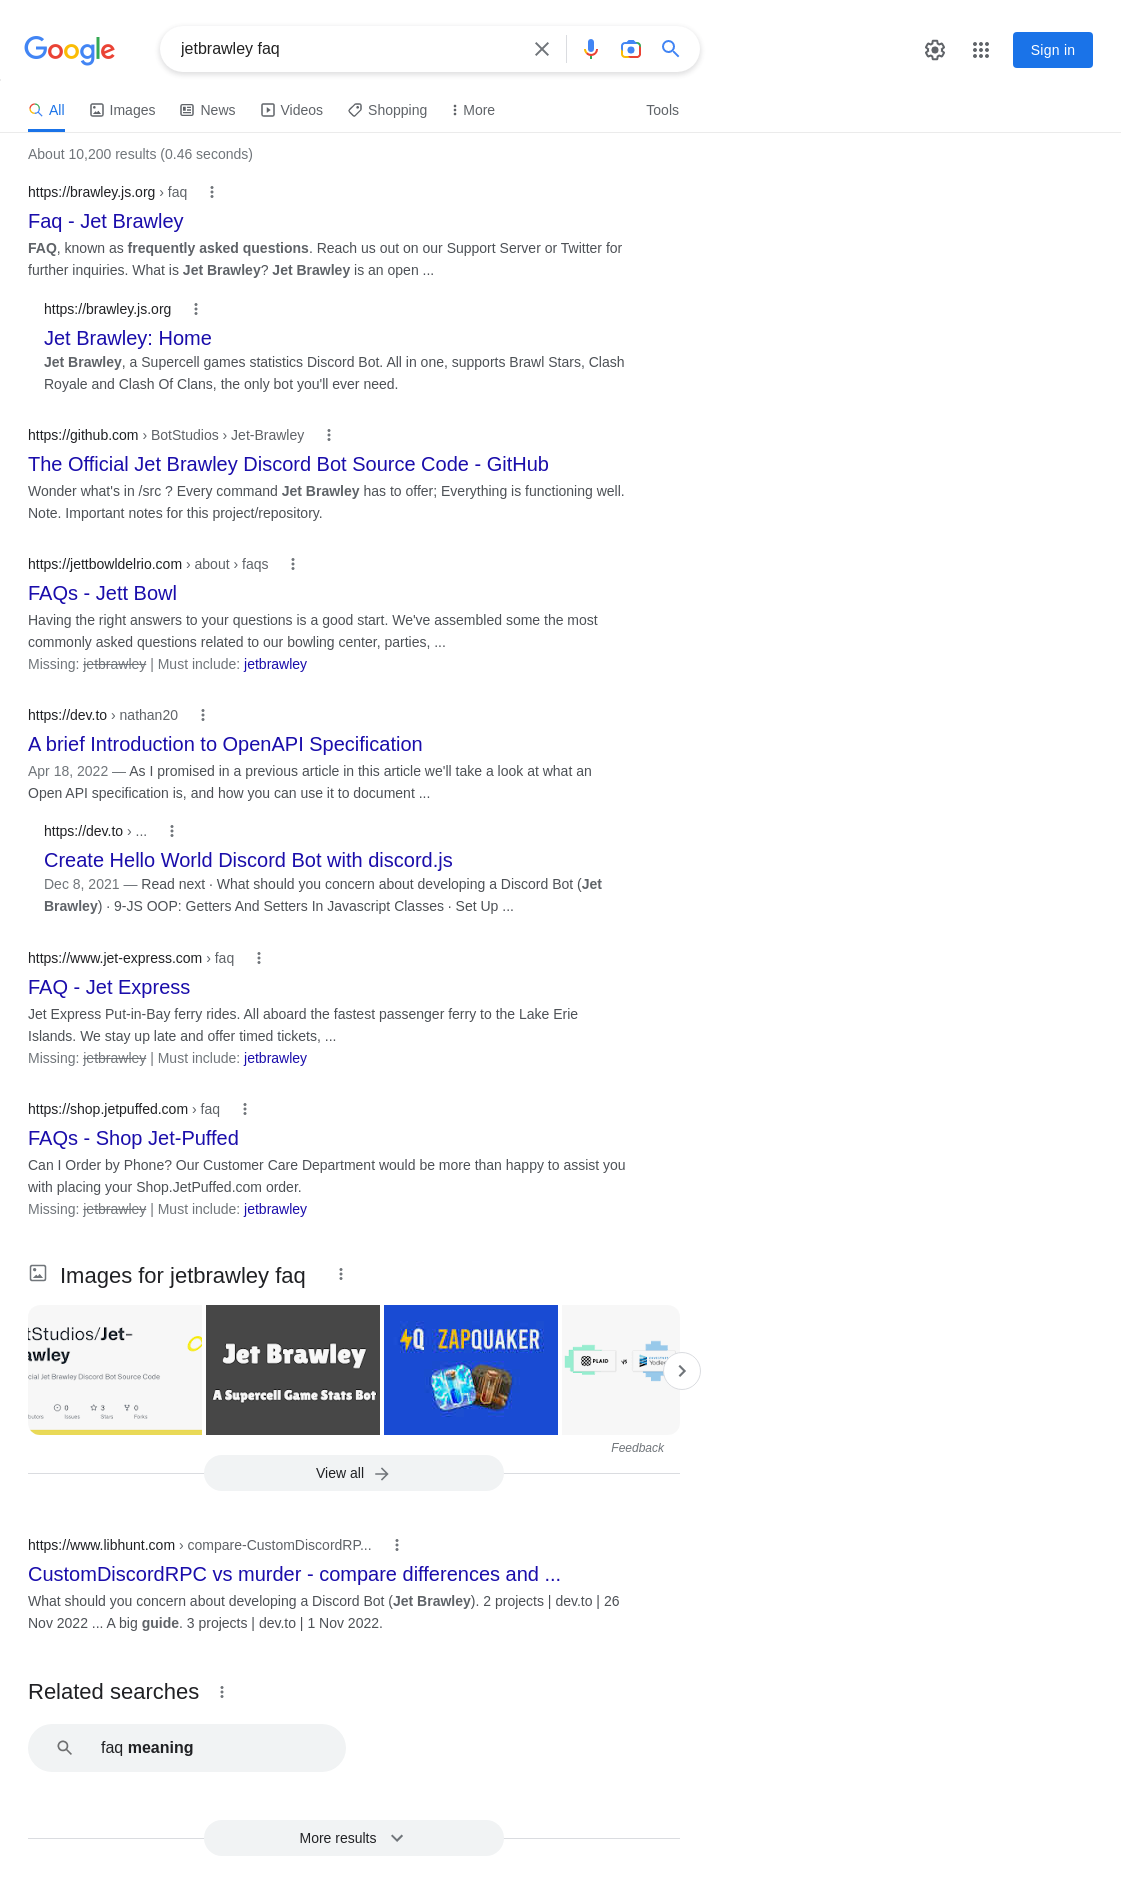 Google
jetbrawley faq
Sign in
All Images News Videos Shopping More Tools
About 10,200 results (0.46 seconds)
https://brawley.js.org › faq
Faq - Jet Brawley
FAQ, known as frequently asked questions. Reach us out on our Support Server or Twitter for
further inquiries. What is Jet Brawley? Jet Brawley is an open ...
https://brawley.js.org
Jet Brawley: Home
Jet Brawley, a Supercell games statistics Discord Bot. All in one, supports Brawl Stars, Clash
Royale and Clash Of Clans, the only bot you'll ever need.
https://github.com › BotStudios › Jet-Brawley
The Official Jet Brawley Discord Bot Source Code - GitHub
Wonder what's in /src ? Every command Jet Brawley has to offer; Everything is functioning well.
Note. Important notes for this project/repository.
https://jettbowldelrio.com › about › faqs
FAQs - Jett Bowl
Having the right answers to your questions is a good start. We've assembled some the most
commonly asked questions related to our bowling center, parties, ...
Missing: jetbrawley | Must include: jetbrawley
https://dev.to › nathan20
A brief Introduction to OpenAPI Specification
Apr 18, 2022 — As I promised in a previous article in this article we'll take a look at what an
Open API specification is, and how you can use it to document ...
https://dev.to › ...
Create Hello World Discord Bot with discord.js
Dec 8, 2021 — Read next · What should you concern about developing a Discord Bot (Jet
Brawley) · 9-JS OOP: Getters And Setters In Javascript Classes · Set Up ...
https://www.jet-express.com › faq
FAQ - Jet Express
Jet Express Put-in-Bay ferry rides. All aboard the fastest passenger ferry to the Lake Erie
Islands. We stay up late and offer timed tickets, ...
Missing: jetbrawley | Must include: jetbrawley
https://shop.jetpuffed.com › faq
FAQs - Shop Jet-Puffed
Can I Order by Phone? Our Customer Care Department would be more than happy to assist you
with placing your Shop.JetPuffed.com order.
Missing: jetbrawley | Must include: jetbrawley
Images for jetbrawley faq
tStudios/Jet-
awley
cial Jet Brawley Discord Bot Source Code
0 3 0
butors Issues Stars Forks
Jet Brawley
A Supercell Game Stats Bot
Q ZAPQUAKER
PLAID vs Yodlee
Feedback
View all
https://www.libhunt.com › compare-CustomDiscordRP...
CustomDiscordRPC vs murder - compare differences and ...
What should you concern about developing a Discord Bot (Jet Brawley). 2 projects | dev.to | 26
Nov 2022 ... A big guide. 3 projects | dev.to | 1 Nov 2022.
Related searches
faq meaning
More results